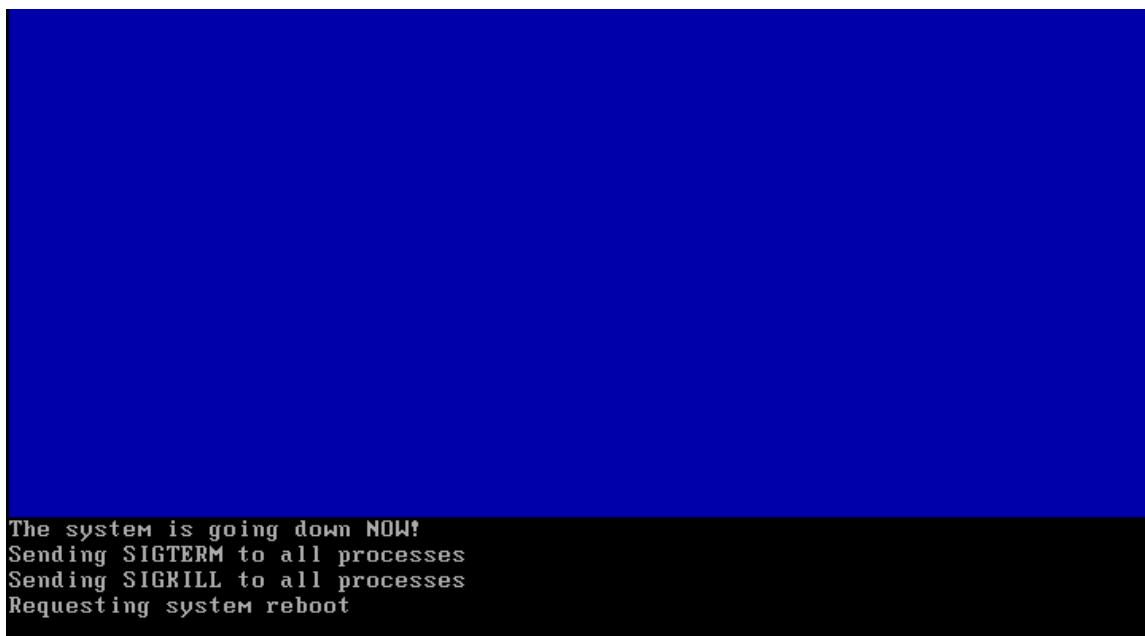 The system is going down NOW!
Sending SIGTERM to all processes
Sending SIGKILL to all processes
Requesting system reboot